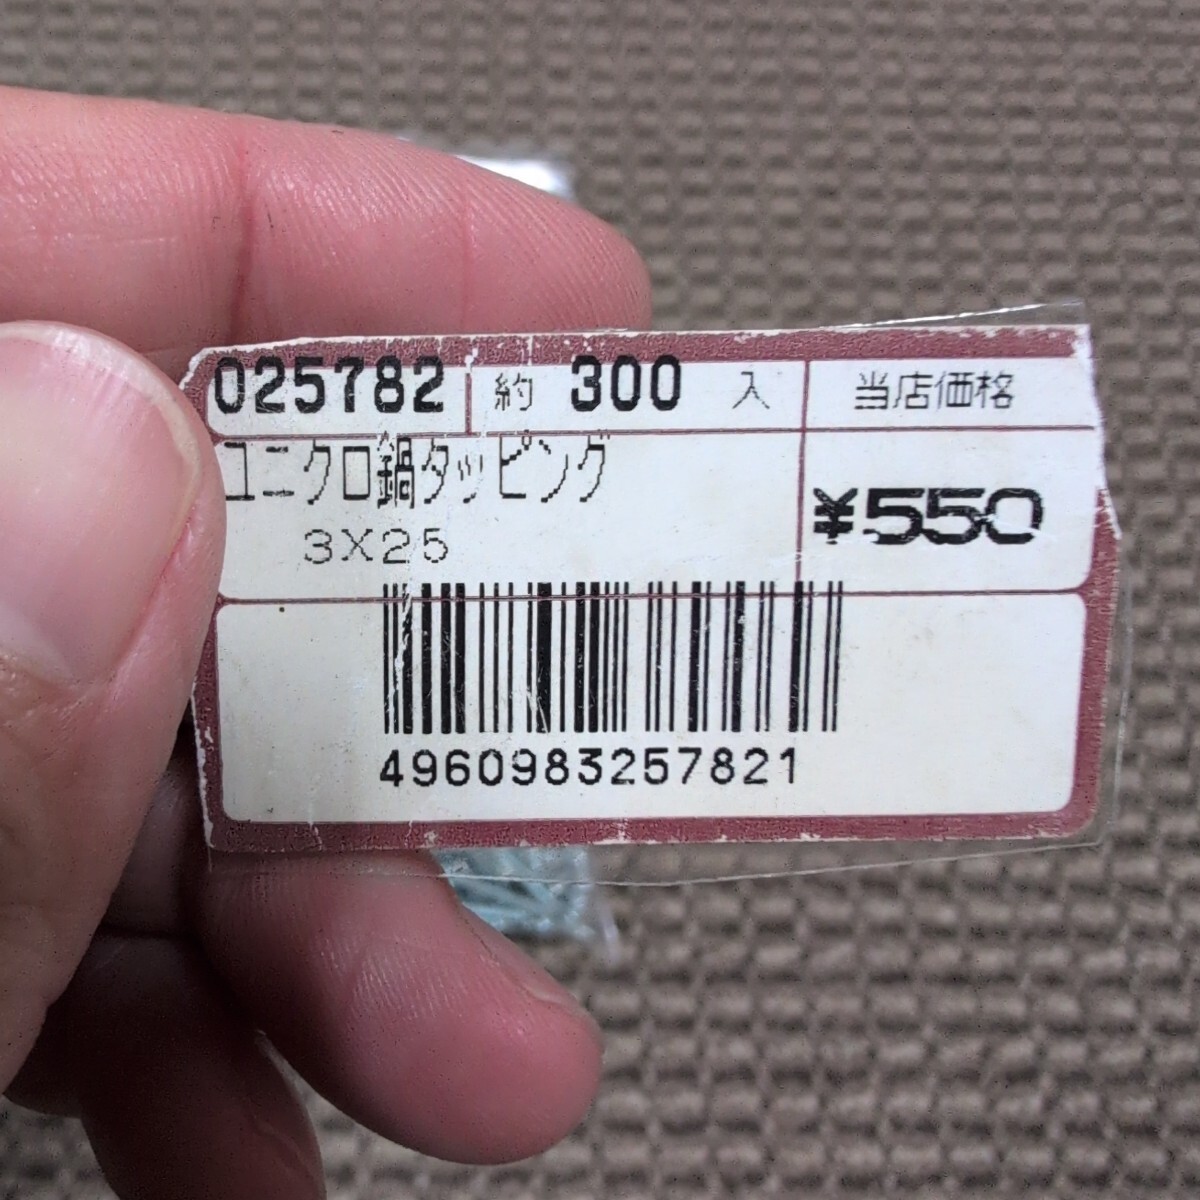 025782 約 300 入 当店価格
ユニクロ鍋タッピング
¥550
3X25
4960983257821